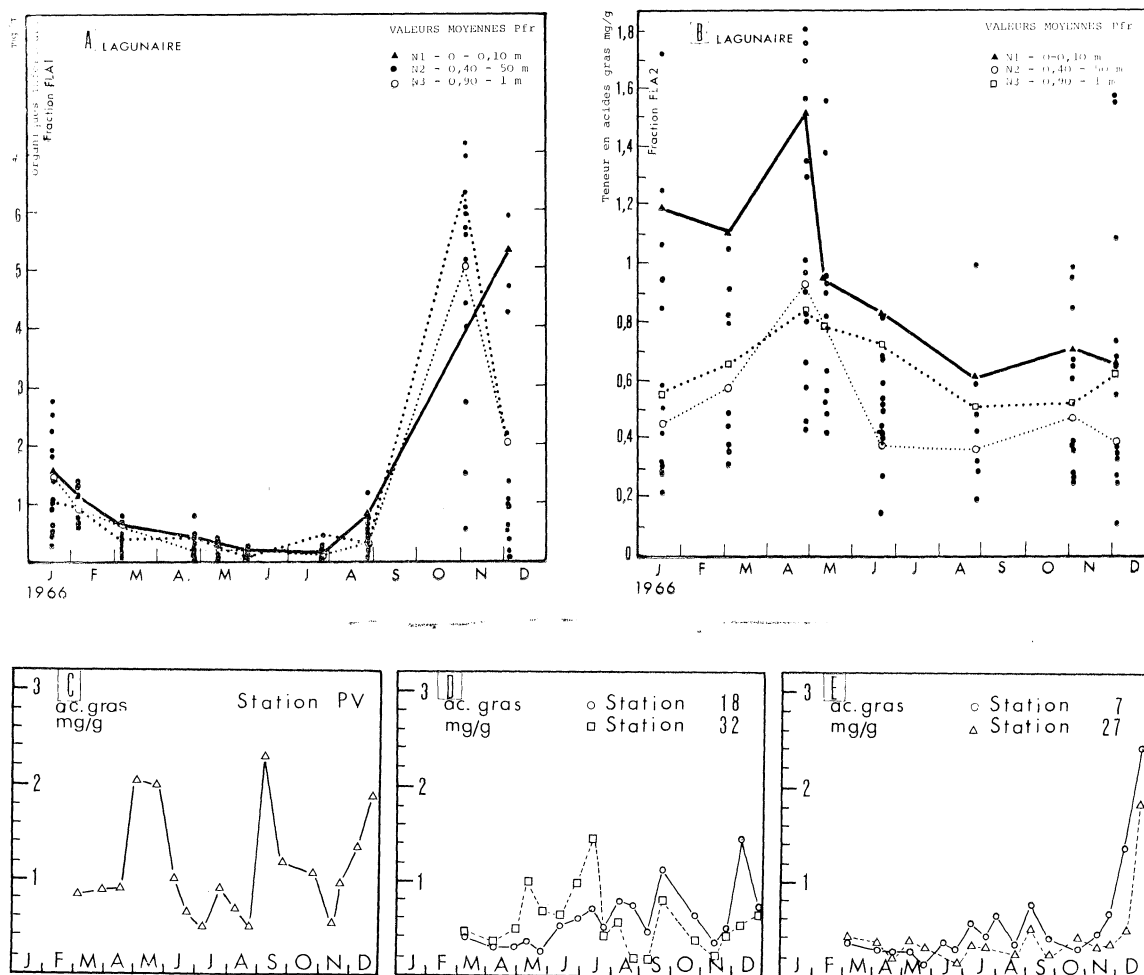 A LAGUNAIRE
VALEURS MOYENNES Pfr
▲ N1 - 0 - 0,10 m
● N2 - 0,40 - 50 m
○ N3 - 0,90 - 1 m
organiques
Fraction FLA1
6
5
4
3
2
1
J F M A. M J J A S O N D
1966
B LAGUNAIRE
VALEURS MOYENNES Pfr
▲ N1 - 0-0,10 m
○ N2 - 0,40 - 50 m
□ N3 - 0,90 - 1 m
Teneur en acides gras mg/g
Fraction FLA2
1,8
1,6
1,4
1,2
1
0,8
0,6
0,4
0,2
0
J F M A M J J A S O N D
1966
C
ac. gras
mg/g
Station PV
3
2
1
J F M A M J J A S O N D
D
ac. gras
mg/g
○ Station 18
□ Station 32
3
2
1
J F M A M J J A S O N D
E
ac. gras
mg/g
○ Station 7
△ Station 27
3
2
1
J F M A M J J A S O N D